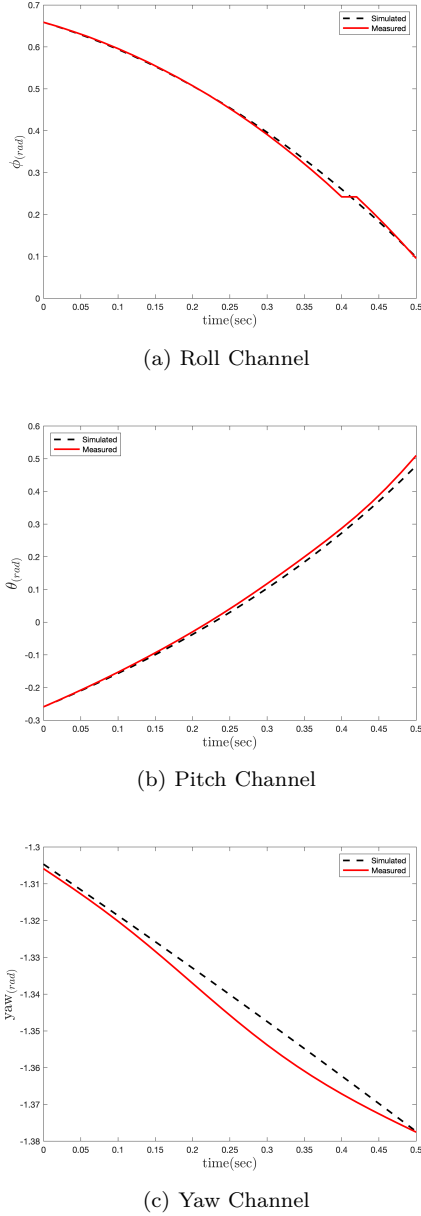 0.7
0.6
0.5
0.4
0.3
0.2
0.1
0
ϕ(rad)
Simulated
Measured
0 0.05 0.1 0.15 0.2 0.25 0.3 0.35 0.4 0.45 0.5
time(sec)
(a) Roll Channel
0.6
0.5
0.4
0.3
0.2
0.1
0
-0.1
-0.2
-0.3
θ(rad)
Simulated
Measured
0 0.05 0.1 0.15 0.2 0.25 0.3 0.35 0.4 0.45 0.5
time(sec)
(b) Pitch Channel
-1.3
-1.31
-1.32
-1.33
-1.34
-1.35
-1.36
-1.37
-1.38
yaw(rad)
Simulated
Measured
0 0.05 0.1 0.15 0.2 0.25 0.3 0.35 0.4 0.45 0.5
time(sec)
(c) Yaw Channel